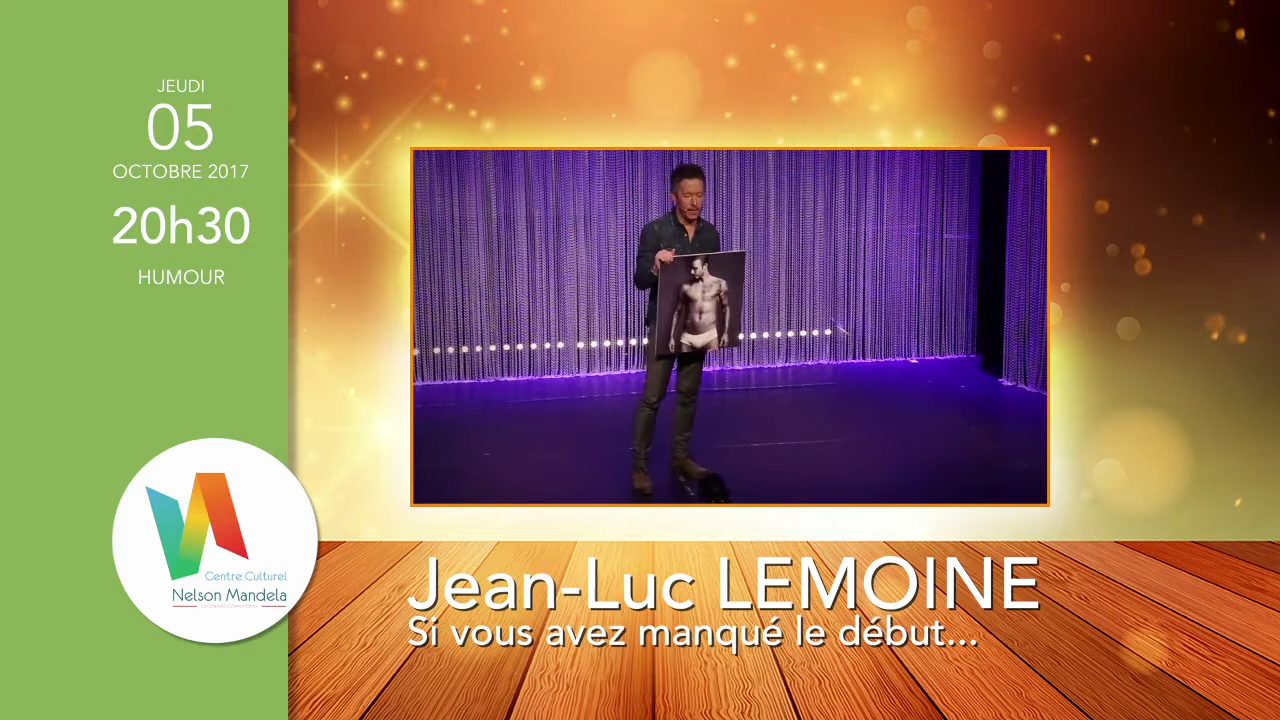 JEUDI
05
OCTOBRE 2017
20h30
HUMOUR
Centre Culturel
Nelson Mandela
Jean-Luc LEMOINE
Si vous avez manqué le début...